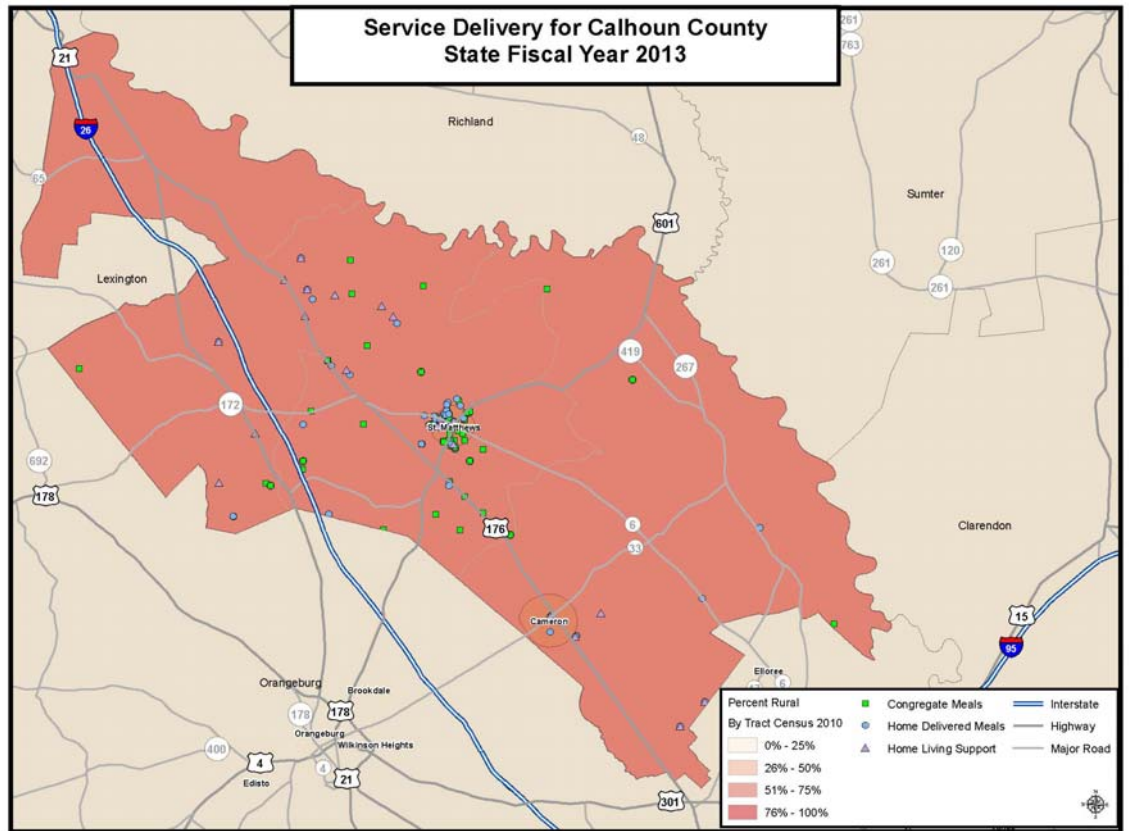 Service Delivery for Calhoun County
State Fiscal Year 2013
261
763
21
26
Richland
48
65
Sumter
601
120
261
261
Lexington
419
267
172
St. Matthews
692
178
176
6
33
Clarendon
Cameron
15
95
Elloree
6
Orangeburg
Brookdale
178
178
Orangeburg
Wilkinson Heights
400
4
4
21
Edisto
301
Percent Rural
By Tract Census 2010
0% - 25%
26% - 50%
51% - 75%
76% - 100%
Congregate Meals
Home Delivered Meals
Home Living Support
Interstate
Highway
Major Road